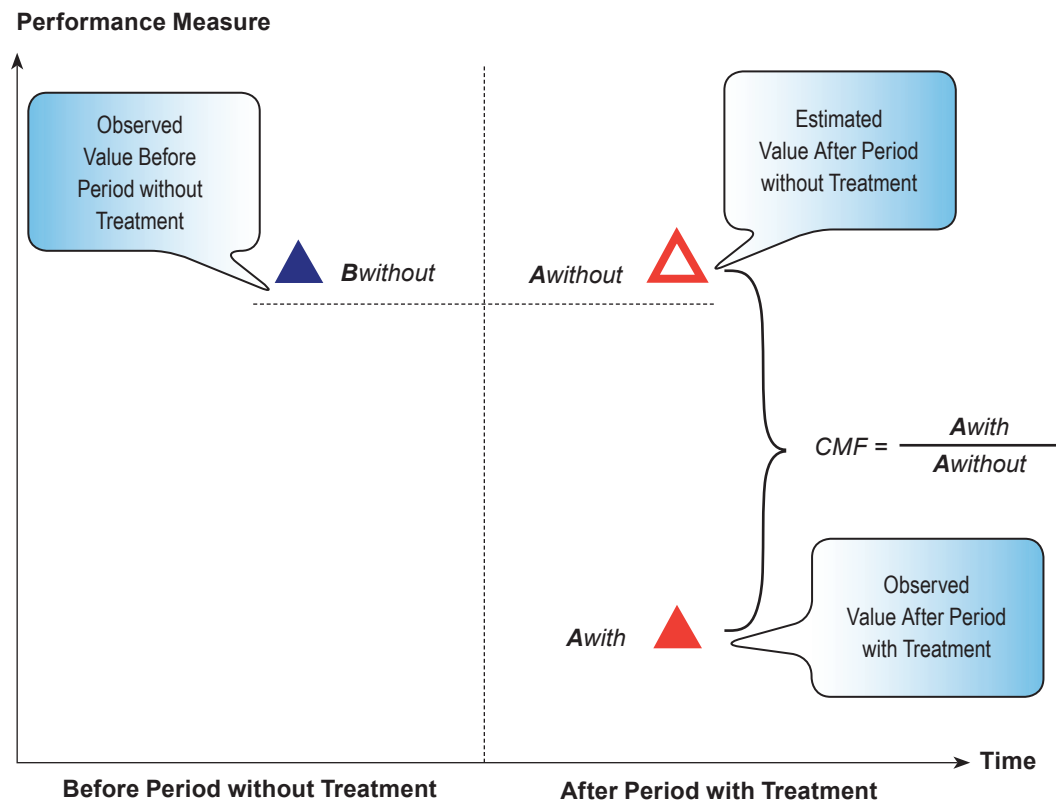 Performance Measure
Observed
Value Before
Period without
Treatment
Estimated
Value After Period
without Treatment
Bwithout
Awithout
CMF =
Awith
Awithout
Awith
Observed
Value After Period
with Treatment
Time
Before Period without Treatment
After Period with Treatment